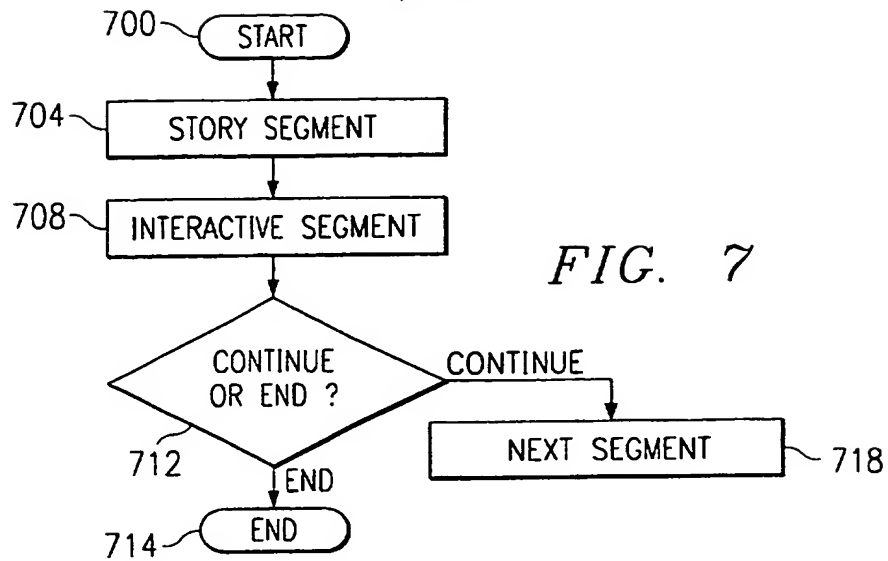 700
START
704
STORY SEGMENT
708
INTERACTIVE SEGMENT
FIG. 7
CONTINUE
OR END ?
CONTINUE
712
NEXT SEGMENT
718
END
714
END